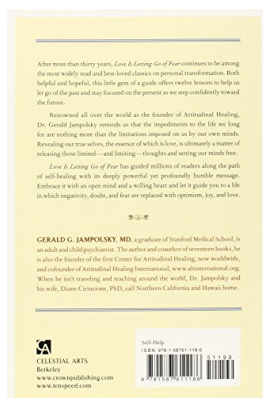 After more than thirty years, Love Is Letting Go of Fear continues to be among
the most widely read and best-loved classics on personal transformation. Both
helpful and hopeful, this little gem of a guide offers twelve lessons to help us
let go of the past and stay focused on the present as we step confidently toward
the future.
Renowned all over the world as the founder of Attitudinal Healing,
Dr. Gerald Jampolsky reminds us that the impediments to the life we long
for are nothing more than the limitations imposed on us by our own minds.
Revealing our true selves, the essence of which is love, is ultimately a matter of
releasing those limited—and limiting—thoughts and setting our minds free.
Love Is Letting Go of Fear has guided millions of readers along the path
of self-healing with its deeply powerful yet profoundly humble message.
Embrace it with an open mind and a willing heart and let it guide you to a life
in which negativity, doubt, and fear are replaced with optimism, joy, and love.
GERALD G. JAMPOLSKY, MD, a graduate of Stanford Medical School, is
an adult and child psychiatrist. The author and coauthor of seventeen books, he
is also the founder of the first Center for Attitudinal Healing, now worldwide,
and cofounder of Attitudinal Healing International, www.ahinternational.org.
When he isn't traveling and reaching around the world, Dr. Jampolsky and
his wife, Diane Cirincione, PhD, call Northern California and Hawaii home.
CA
CELESTIAL ARTS
Berkeley
www.crownpublishing.com
www.tenspeed.com
Self-Help
ISBN 978-1-58761-118-6
51199
9 781587 611186